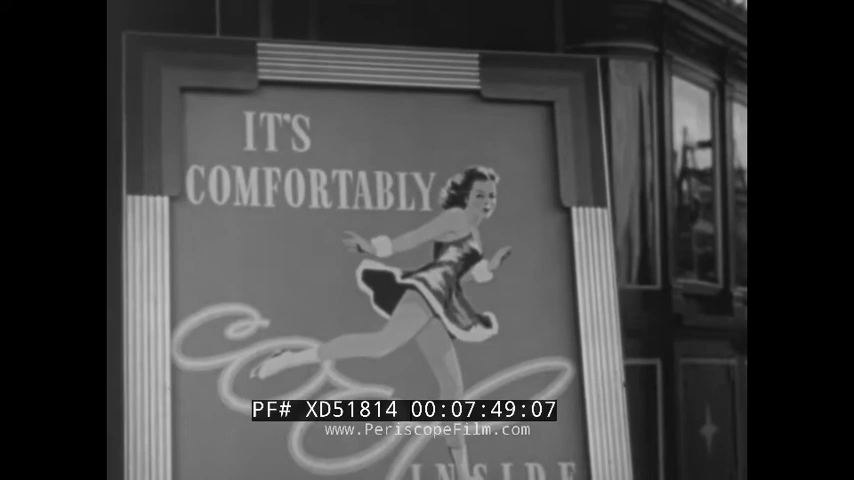 IT'S
COMFORTABLY
COOL
INSIDE
PF# XD51814 00:07:49:07
www.PeriscopeFilm.com